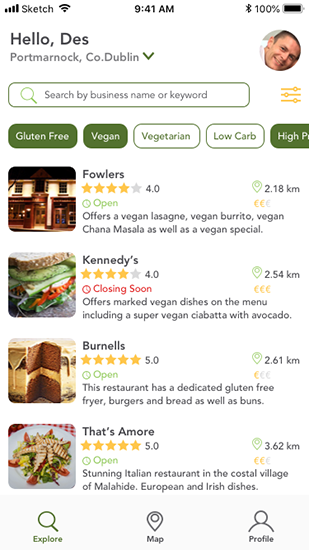 Sketch 9:41 AM 100%
Hello, Des
Portmarnock, Co.Dublin
Search by business name or keyword
Gluten Free Vegan Vegetarian Low Carb High Pr
Fowlers
4.0 2.18 km
Open €€€
Offers a vegan lasagne, vegan burrito, vegan
Chana Masala as well as a vegan special.
Kennedy’s
4.0 2.54 km
Closing Soon €€€
Offers marked vegan dishes on the menu
including a super vegan ciabatta with avocado.
Burnells
5.0 2.61 km
Open €€€
This restaurant has a dedicated gluten free
fryer, burgers and bread as well as buns.
That’s Amore
5.0 3.62 km
Open €€€
Stunning Italian restaurant in the costal village
of Malahide. European and Irish dishes.
Explore Map Profile